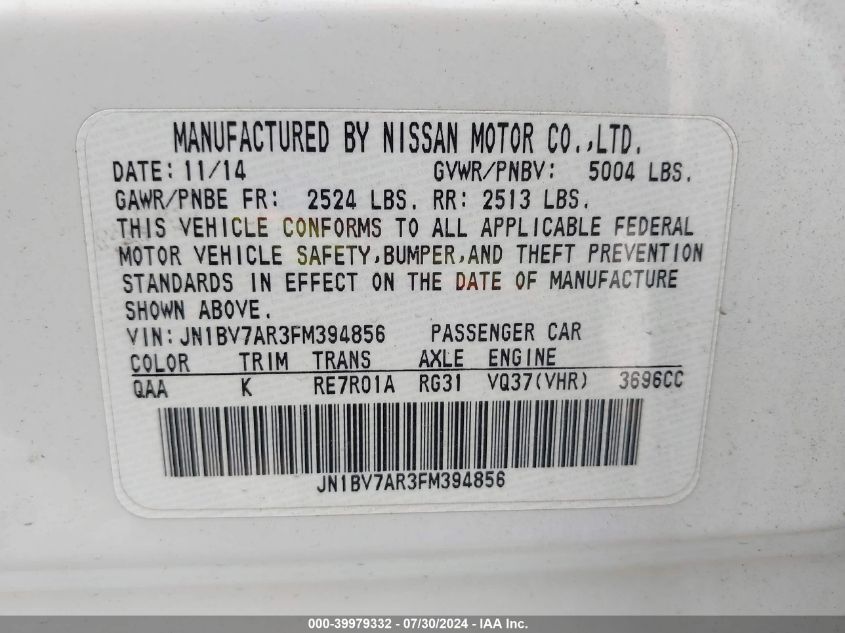 MANUFACTURED BY NISSAN MOTOR CO.,LTD.
DATE: 11/14 GVWR/PNBV: 5004 LBS.
GAWR/PNBE FR: 2524 LBS. RR: 2513 LBS.
THIS VEHICLE CONFORMS TO ALL APPLICABLE FEDERAL
MOTOR VEHICLE SAFETY,BUMPER,AND THEFT PREVENTION
STANDARDS IN EFFECT ON THE DATE OF MANUFACTURE
SHOWN ABOVE.
VIN:JN1BV7AR3FM394856 PASSENGER CAR
COLOR TRIM TRANS AXLE ENGINE
QAA K RE7R01A RG31 VQ37(VHR) 3696CC
JN1BV7AR3FM394856
000-39979332 - 07/30/2024 - IAA Inc.